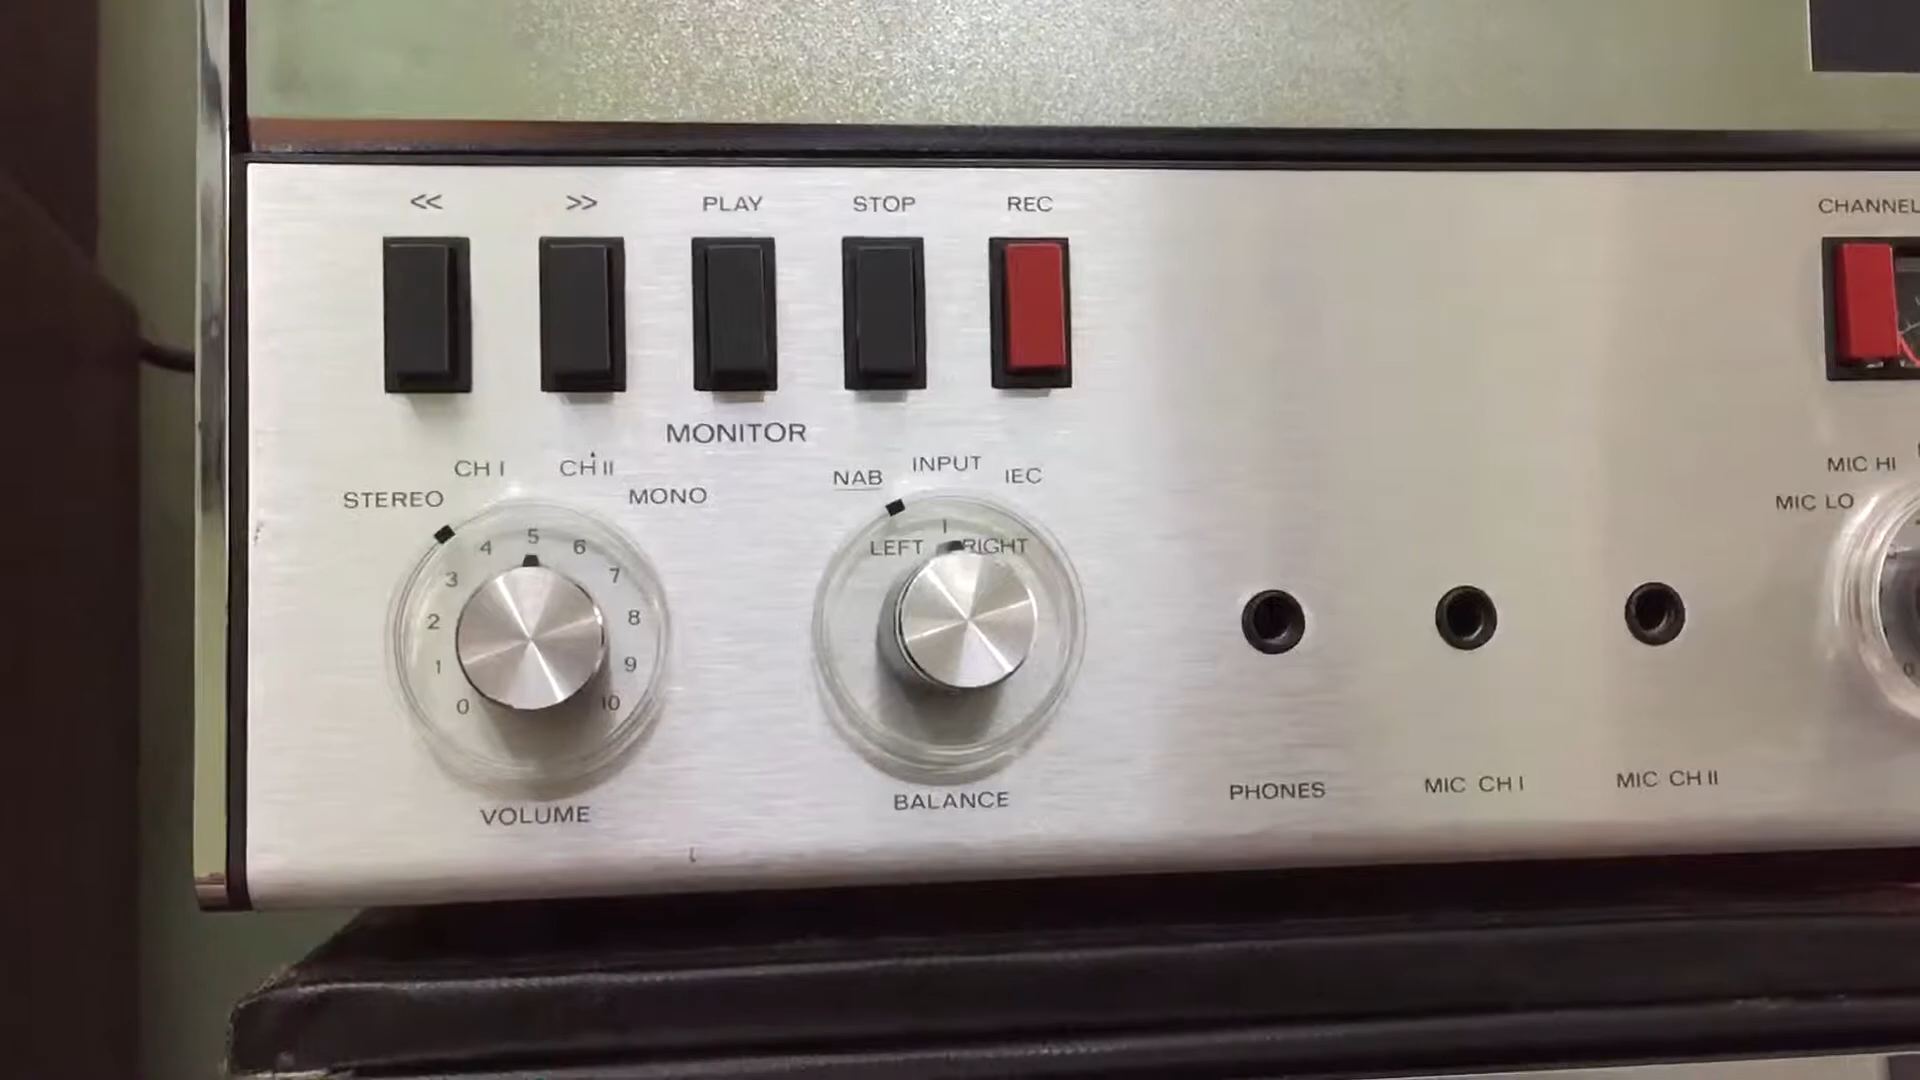 << >> PLAY STOP REC
CHANNEL
MONITOR
STEREO CH I CH II MONO
NAB INPUT IEC
MIC LO MIC HI
0 1 2 3 4 5 6 7 8 9 10
LEFT RIGHT
VOLUME
BALANCE
PHONES
MIC CH I
MIC CH II